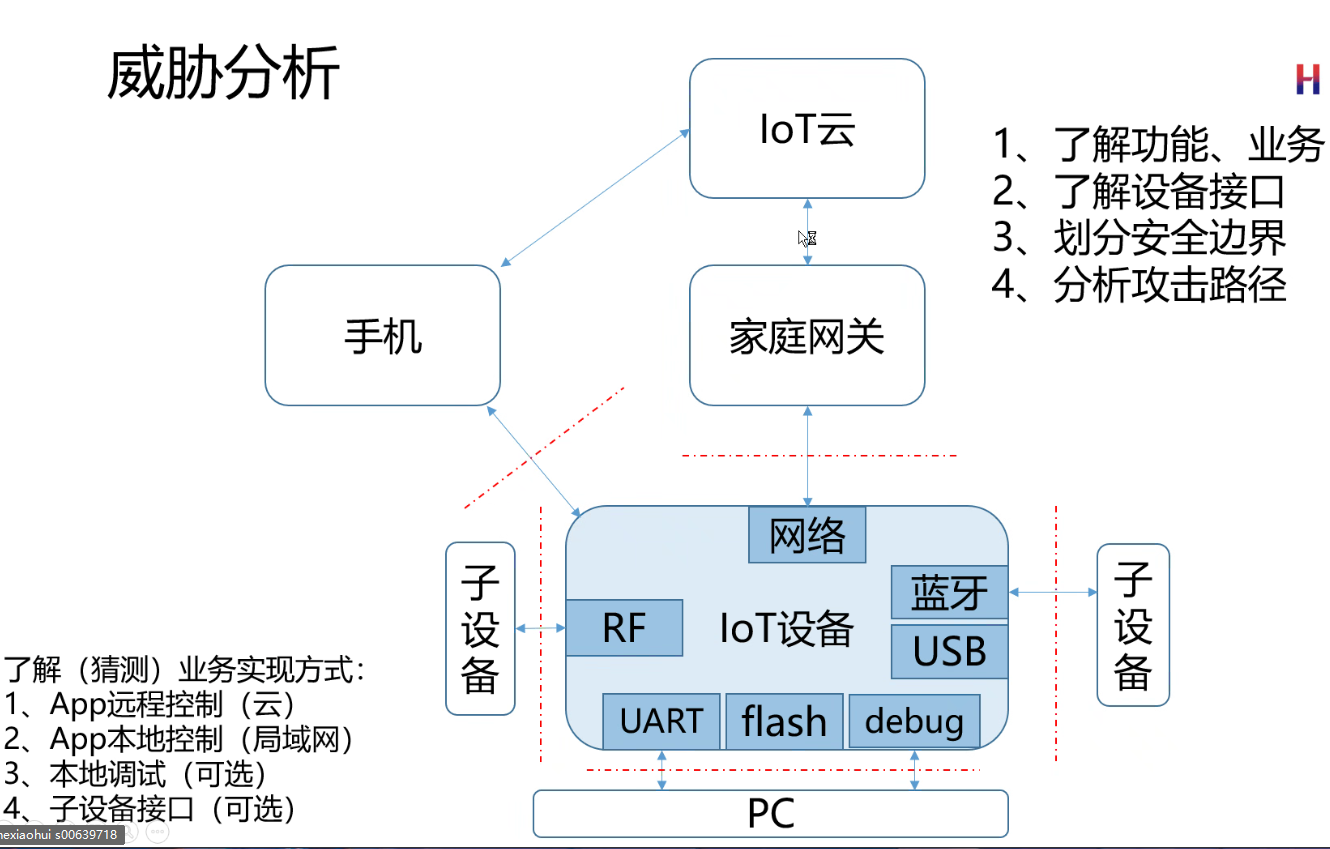 威胁分析
H
IoT云
1、了解功能、业务
2、了解设备接口
3、划分安全边界
4、分析攻击路径
手机
家庭网关
网络
子设备
RF
IoT设备
蓝牙
USB
子设备
UART
flash
debug
PC
了解（猜测）业务实现方式：
1、App远程控制（云）
2、App本地控制（局域网）
3、本地调试（可选）
4、子设备接口（可选）
hexiaohui s00639718